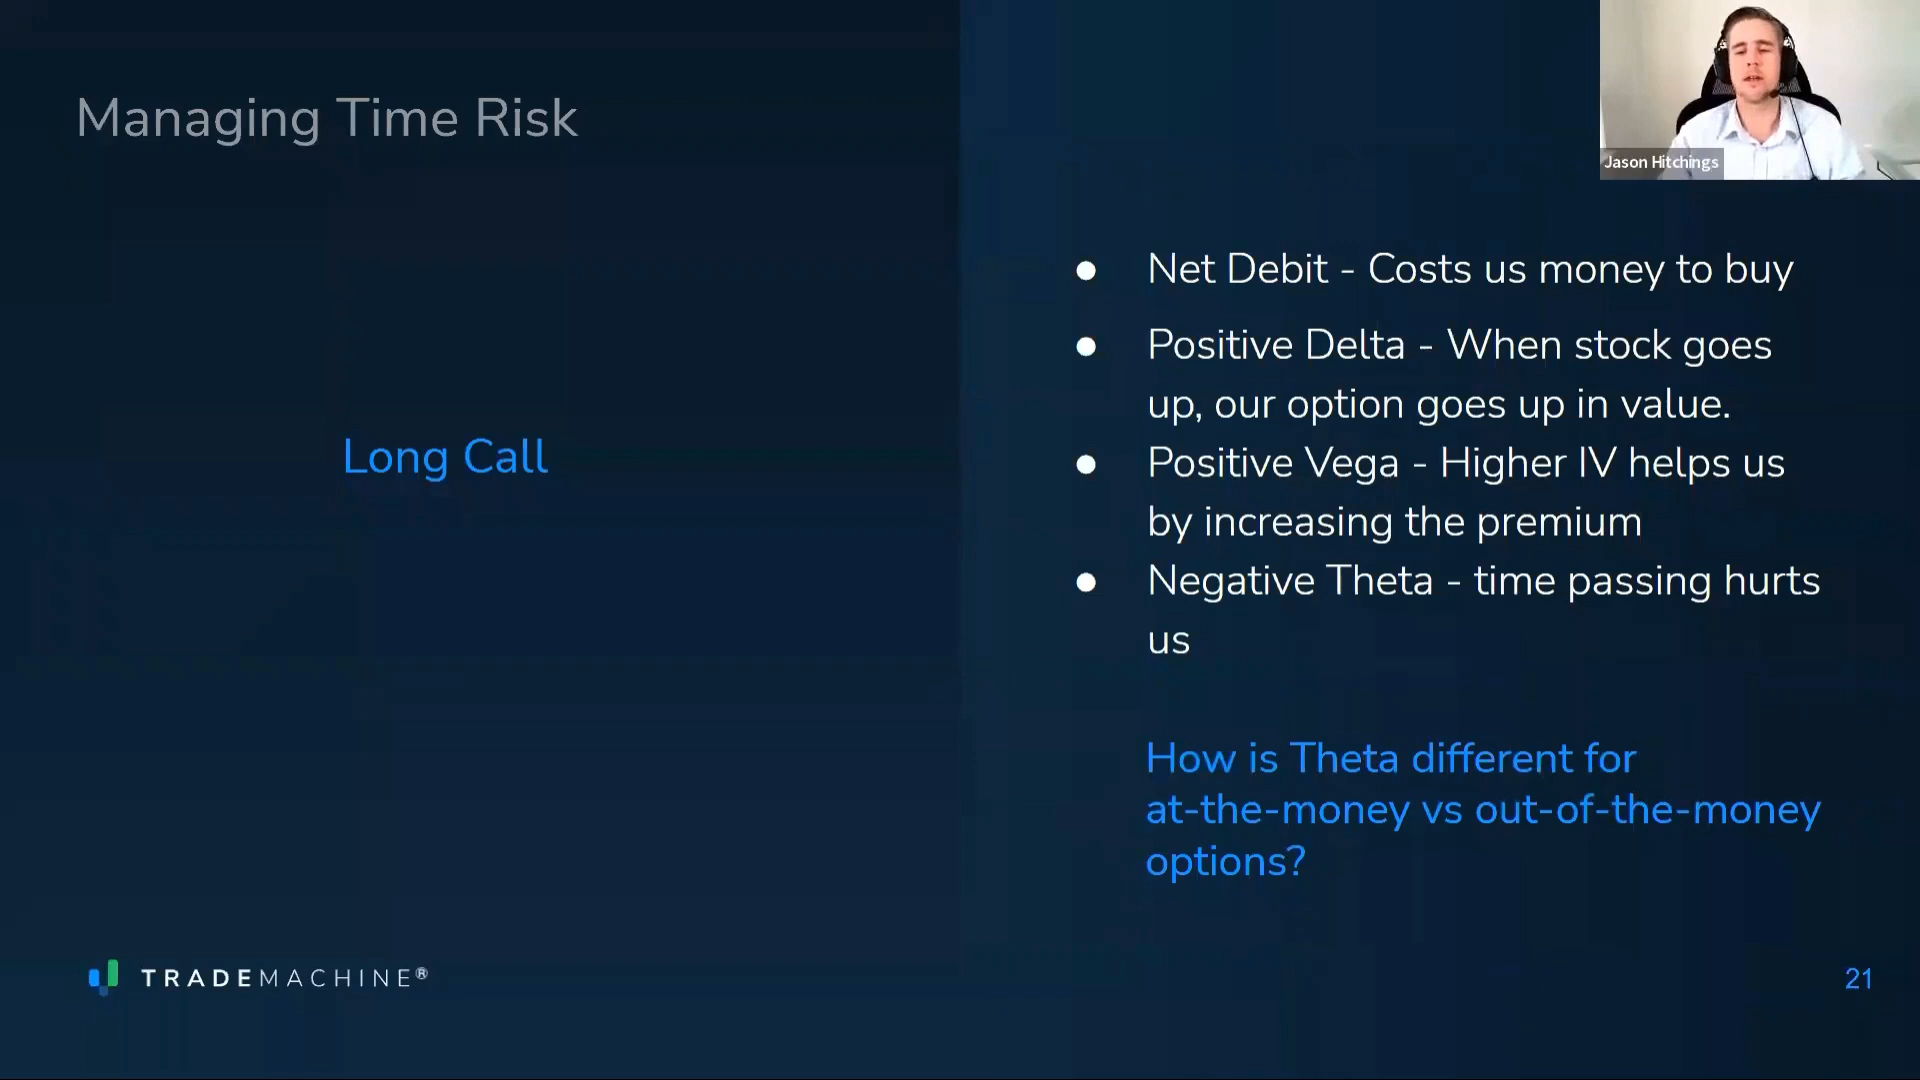 Managing Time Risk
Jason Hitchings
Long Call
● Net Debit - Costs us money to buy
● Positive Delta - When stock goes
up, our option goes up in value.
● Positive Vega - Higher IV helps us
by increasing the premium
● Negative Theta - time passing hurts
us
How is Theta different for
at-the-money vs out-of-the-money
options?
TRADEMACHINE®
21